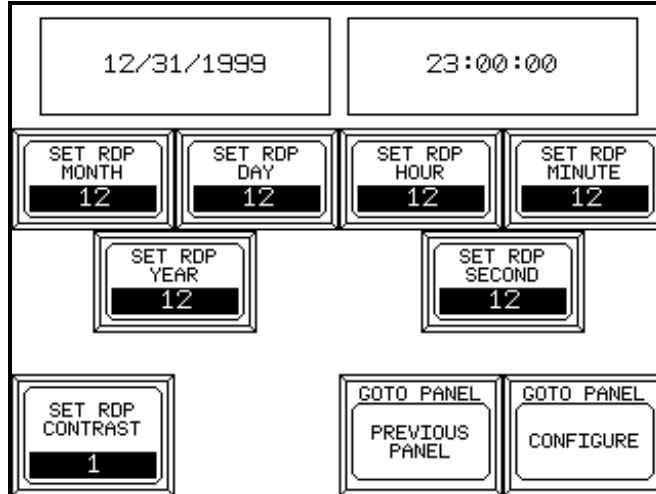 12/31/1999
23:00:00
SET RDP
MONTH
12
SET RDP
DAY
12
SET RDP
HOUR
12
SET RDP
MINUTE
12
SET RDP
YEAR
12
SET RDP
SECOND
12
SET RDP
CONTRAST
1
GOTO PANEL
PREVIOUS
PANEL
GOTO PANEL
CONFIGURE